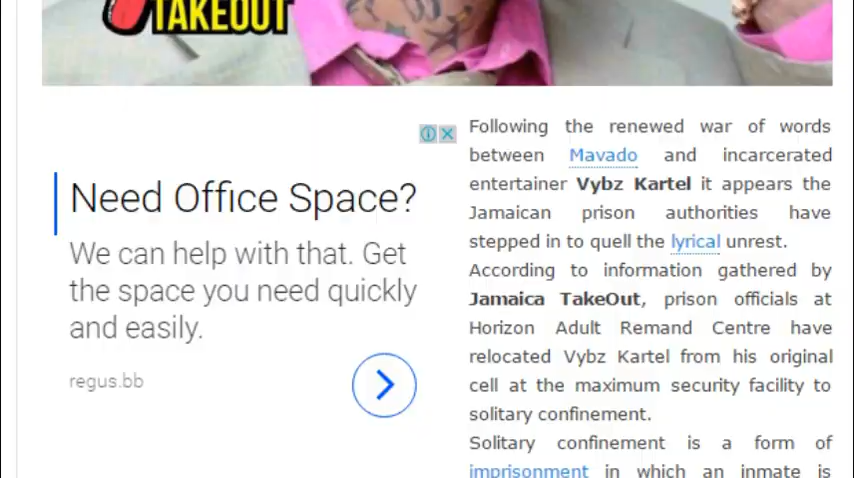 TAKEOUT
Need Office Space?
We can help with that. Get
the space you need quickly
and easily.
regus.bb
Following the renewed war of words
between Mavado and incarcerated
entertainer Vybz Kartel it appears the
Jamaican prison authorities have
stepped in to quell the lyrical unrest.
According to information gathered by
Jamaica TakeOut, prison officials at
Horizon Adult Remand Centre have
relocated Vybz Kartel from his original
cell at the maximum security facility to
solitary confinement.
Solitary confinement is a form of
imprisonment in which an inmate is